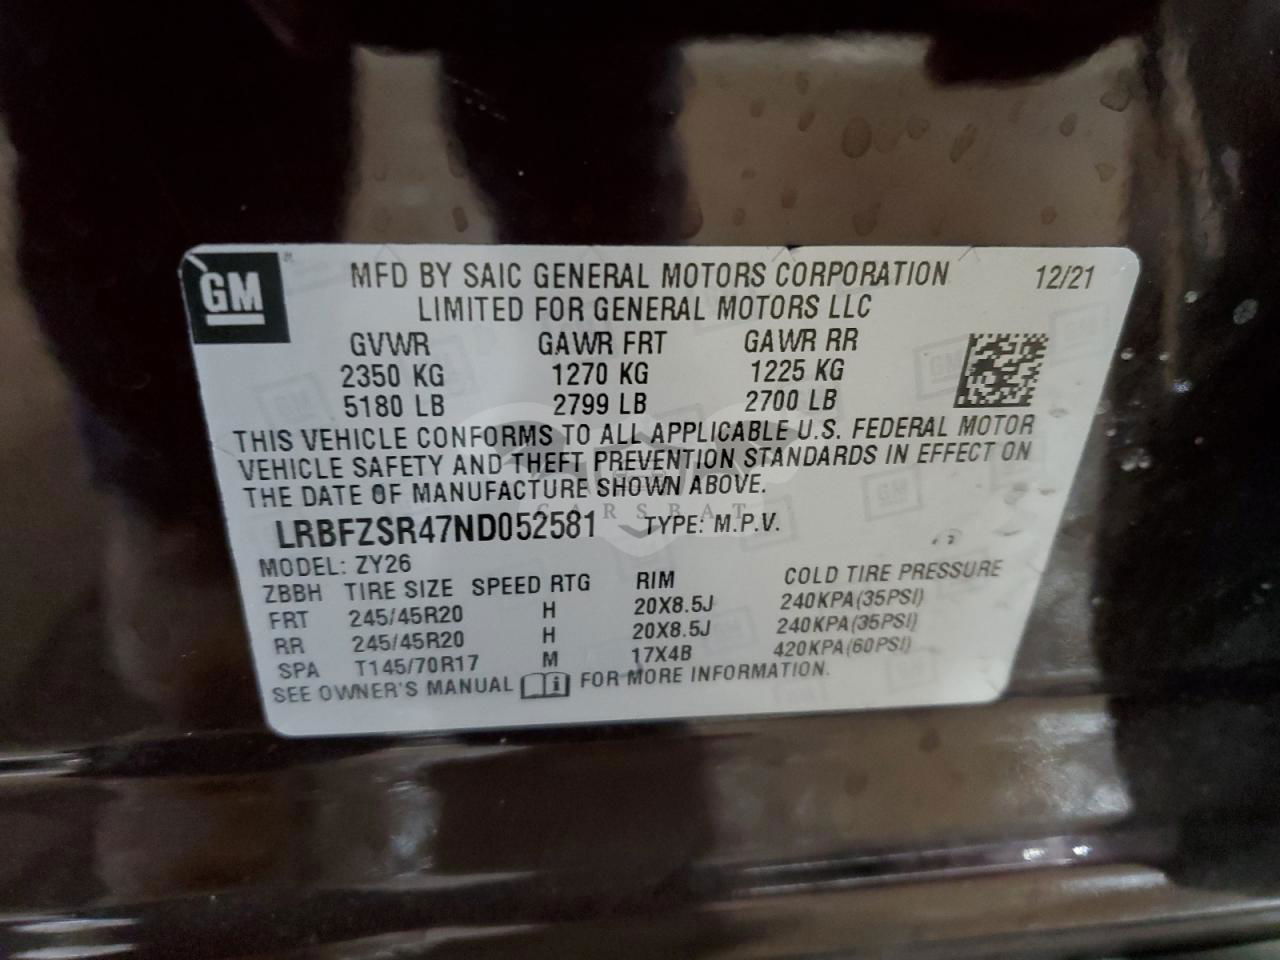 GM
MFD BY SAIC GENERAL MOTORS CORPORATION 12/21
LIMITED FOR GENERAL MOTORS LLC
GVWR GAWR FRT GAWR RR
2350 KG 1270 KG 1225 KG
5180 LB 2799 LB 2700 LB
THIS VEHICLE CONFORMS TO ALL APPLICABLE U.S. FEDERAL MOTOR
VEHICLE SAFETY AND THEFT PREVENTION STANDARDS IN EFFECT ON
THE DATE OF MANUFACTURE SHOWN ABOVE.
CARSBAT
LRBFZSR47ND052581 TYPE: M.P.V.
MODEL: ZY26
ZBBH TIRE SIZE SPEED RTG RIM COLD TIRE PRESSURE
FRT 245/45R20 H 20X8.5J 240KPA(35PSI)
RR 245/45R20 H 20X8.5J 240KPA(35PSI)
SPA T145/70R17 M 17X4B 420KPA(60PSI)
SEE OWNER'S MANUAL FOR MORE INFORMATION.